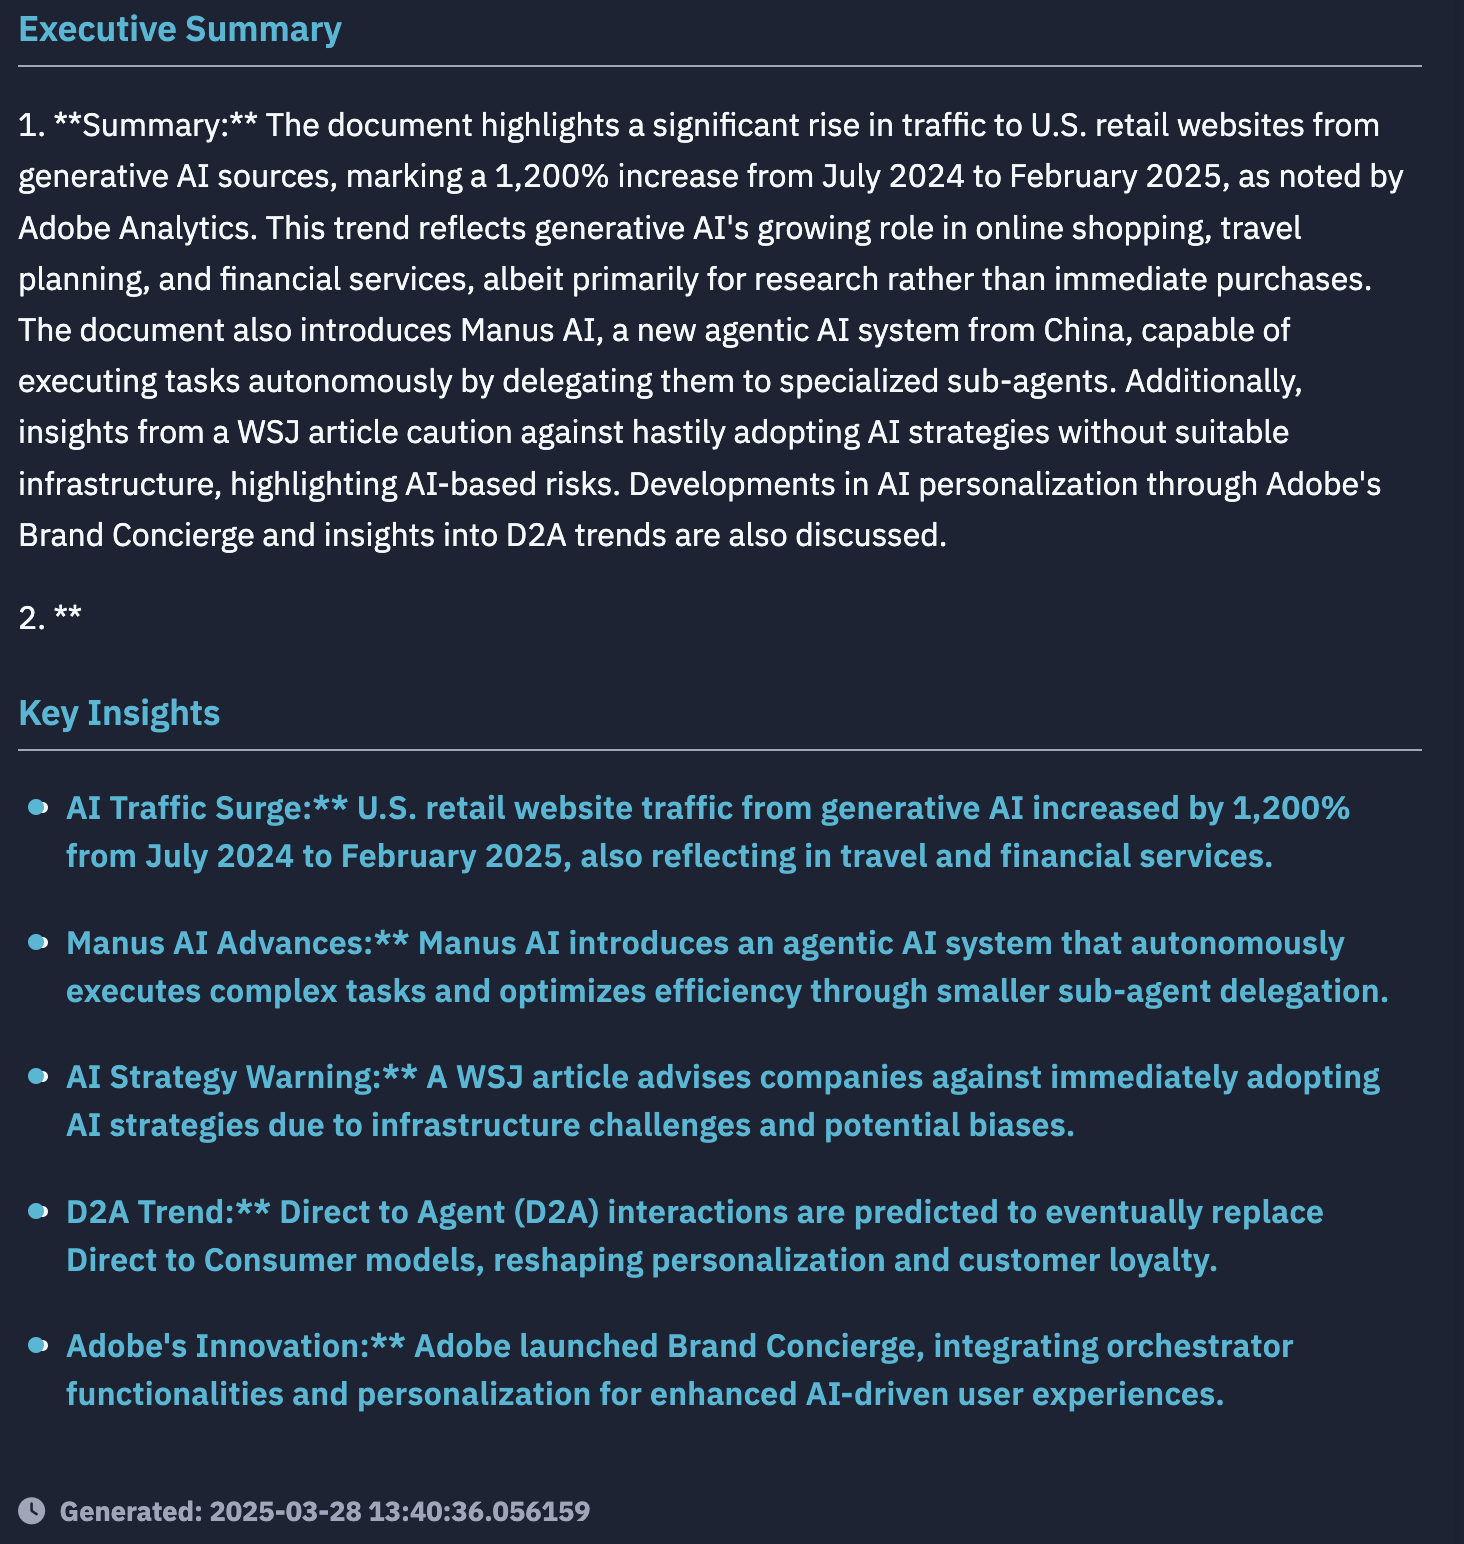 Executive Summary
1. **Summary:** The document highlights a significant rise in traffic to U.S. retail websites from
generative AI sources, marking a 1,200% increase from July 2024 to February 2025, as noted by
Adobe Analytics. This trend reflects generative AI's growing role in online shopping, travel
planning, and financial services, albeit primarily for research rather than immediate purchases.
The document also introduces Manus AI, a new agentic AI system from China, capable of
executing tasks autonomously by delegating them to specialized sub-agents. Additionally,
insights from a WSJ article caution against hastily adopting AI strategies without suitable
infrastructure, highlighting AI-based risks. Developments in AI personalization through Adobe's
Brand Concierge and insights into D2A trends are also discussed.
2. **
Key Insights
AI Traffic Surge:** U.S. retail website traffic from generative AI increased by 1,200%
from July 2024 to February 2025, also reflecting in travel and financial services.
Manus AI Advances:** Manus AI introduces an agentic AI system that autonomously
executes complex tasks and optimizes efficiency through smaller sub-agent delegation.
AI Strategy Warning:** A WSJ article advises companies against immediately adopting
AI strategies due to infrastructure challenges and potential biases.
D2A Trend:** Direct to Agent (D2A) interactions are predicted to eventually replace
Direct to Consumer models, reshaping personalization and customer loyalty.
Adobe's Innovation:** Adobe launched Brand Concierge, integrating orchestrator
functionalities and personalization for enhanced AI-driven user experiences.
Generated: 2025-03-28 13:40:36.056159